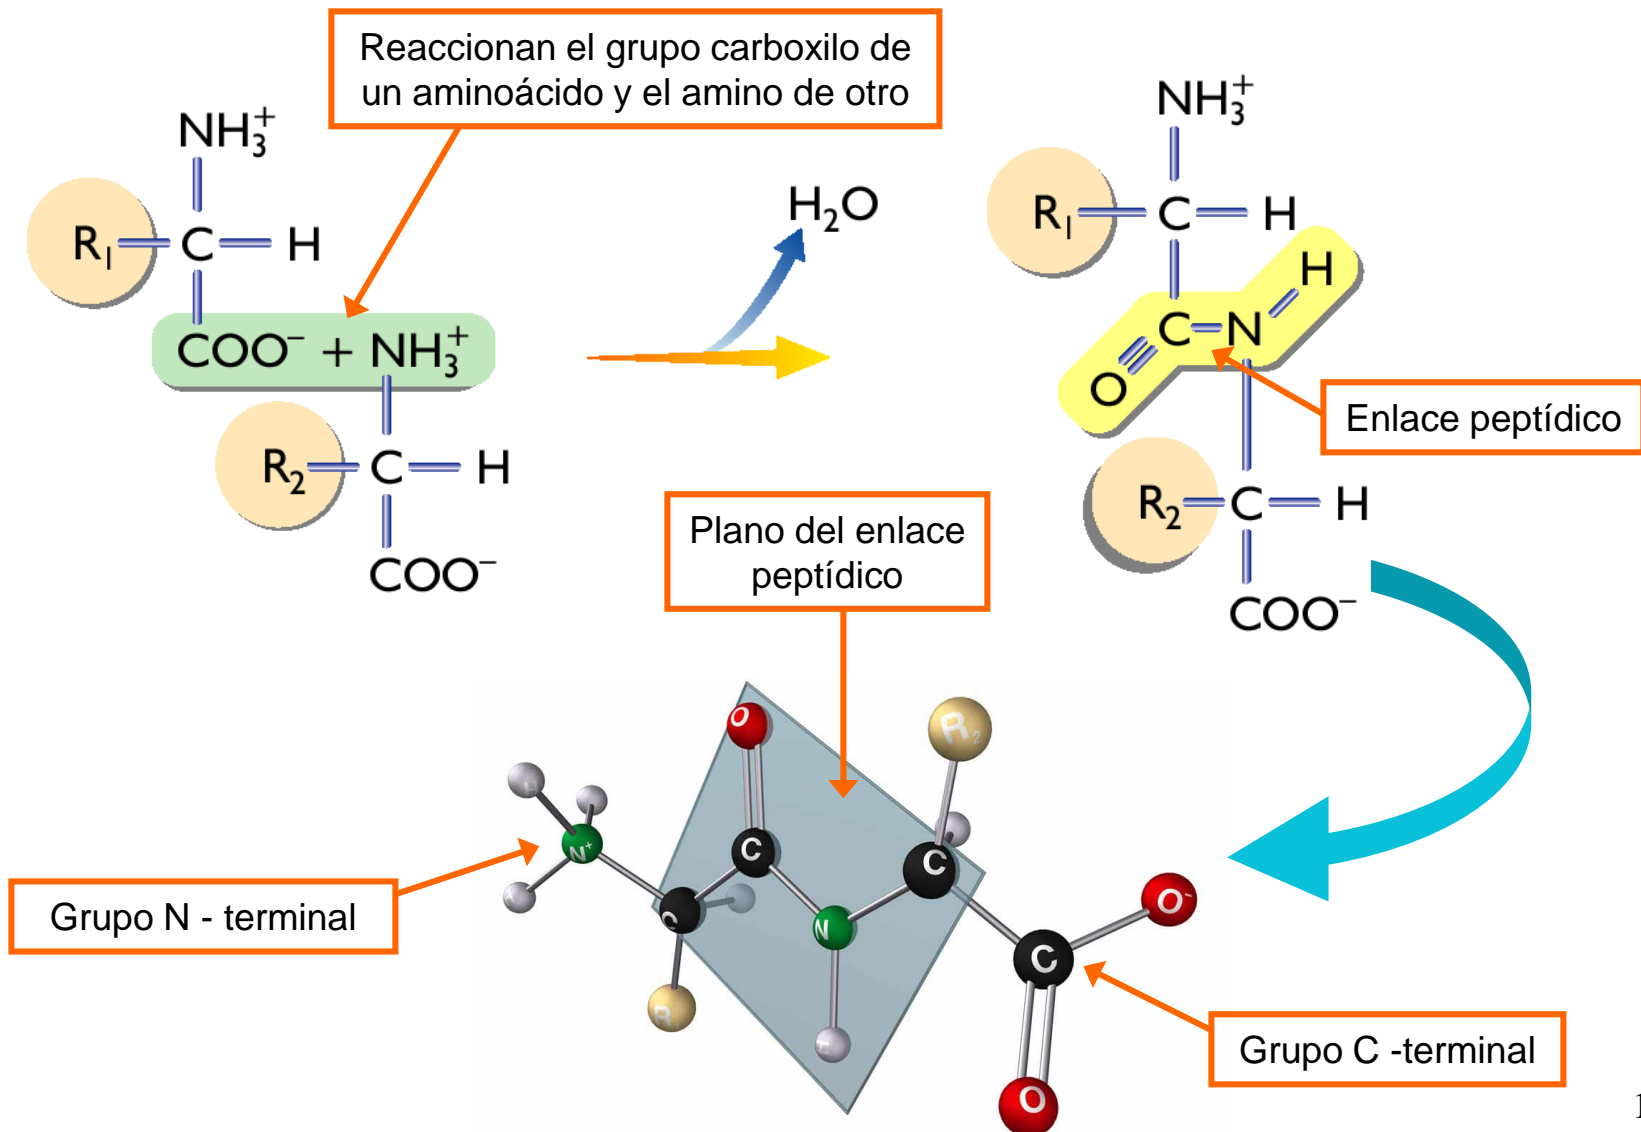 Reaccionan el grupo carboxilo de
un aminoácido y el amino de otro
NH₃⁺
R₁ C H
COO⁻ + NH₃⁺
R₂ C H
COO⁻
H₂O
NH₃⁺
R₁ C H
H
C N
O
Enlace peptídico
R₂ C H
COO⁻
Plano del enlace
peptídico
O
R₂
N⁺
C
C
C
N
R
C
O⁻
O
Grupo N - terminal
Grupo C -terminal
1